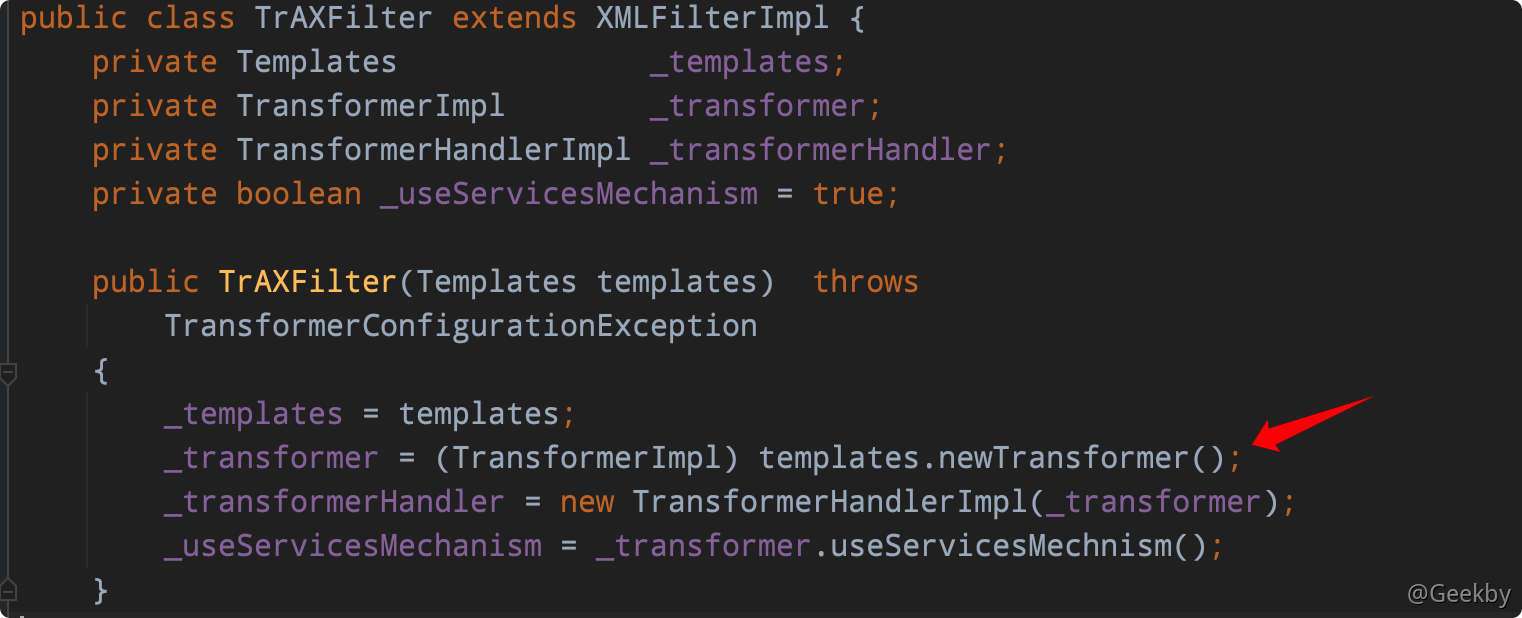 public class TrAXFilter extends XMLFilterImpl {
    private Templates              _templates;
    private TransformerImpl        _transformer;
    private TransformerHandlerImpl _transformerHandler;
    private boolean _useServicesMechanism = true;
    public TrAXFilter(Templates templates)  throws
        TransformerConfigurationException
    {
        _templates = templates;
        _transformer = (TransformerImpl) templates.newTransformer();
        _transformerHandler = new TransformerHandlerImpl(_transformer);
        _useServicesMechanism = _transformer.useServicesMechnism();
    }
@Geekby